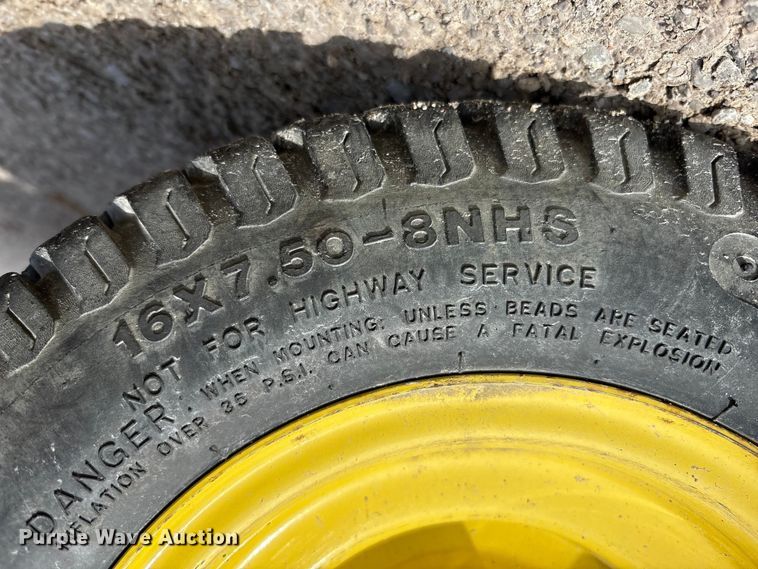 16X7.50-8NHS
NOT FOR HIGHWAY SERVICE
DANGER. WHEN MOUNTING: UNLESS BEADS ARE SEATED
INFLATION OVER 35 P.S.I. CAN CAUSE A FATAL EXPLOSION
Purple Wave Auction